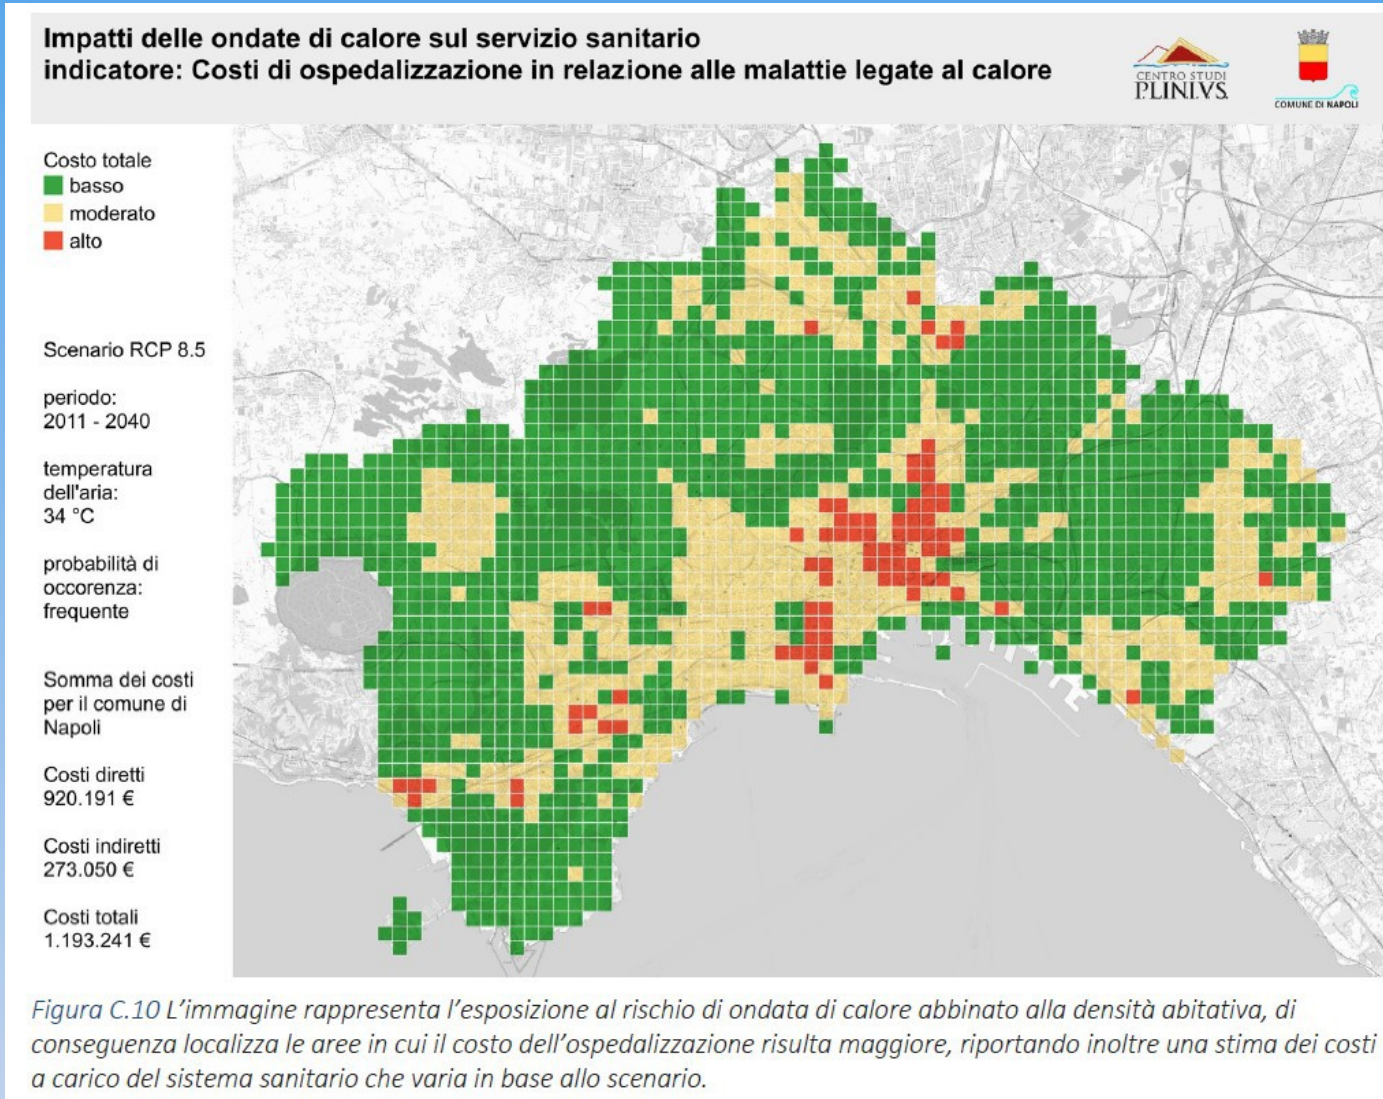 Impatti delle ondate di calore sul servizio sanitario
indicatore: Costi di ospedalizzazione in relazione alle malattie legate al calore
CENTRO STUDI
PLINIVS
COMUNE DI NAPOLI
Costo totale
basso
moderato
alto
Scenario RCP 8.5
periodo:
2011 - 2040
temperatura
dell'aria:
34 °C
probabilità di
occorenza:
frequente
Somma dei costi
per il comune di
Napoli
Costi diretti
920.191 €
Costi indiretti
273.050 €
Costi totali
1.193.241 €
Figura C.10 L'immagine rappresenta l'esposizione al rischio di ondata di calore abbinato alla densità abitativa, di
conseguenza localizza le aree in cui il costo dell'ospedalizzazione risulta maggiore, riportando inoltre una stima dei costi
a carico del sistema sanitario che varia in base allo scenario.